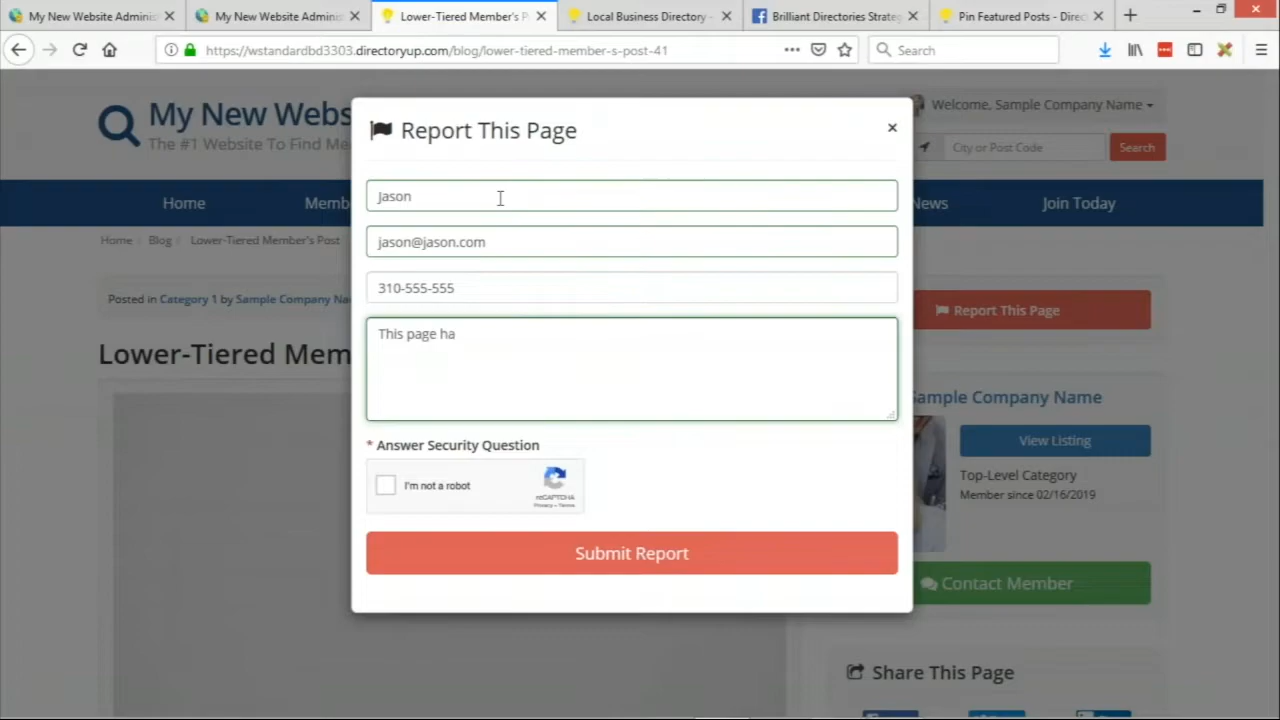 My New Website Adminis
My New Website Adminis
Lower-Tiered Member's P
Local Business Directory -
Brilliant Directories Strate
Pin Featured Posts - Direc
https://wstandardbd3303.directoryup.com/blog/lower-tiered-member-s-post-41
Search
My New Webs
The #1 Website To Find Me
Welcome, Sample Company Name
City or Post Code
Search
Home
Memb
News
Join Today
Home
Blog
Lower-Tiered Member's Post
Posted in Category 1 by Sample Company Na
Lower-Tiered Mem
Report This Page
Jason
jason@jason.com
310-555-555
This page ha
* Answer Security Question
I'm not a robot
reCAPTCHA
Privacy - Terms
Submit Report
Report This Page
Sample Company Name
View Listing
Top-Level Category
Member since 02/16/2019
Contact Member
Share This Page